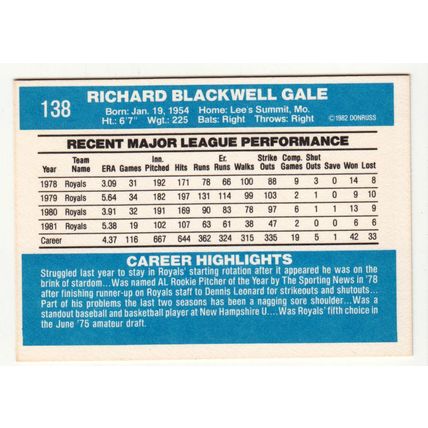 138
RICHARD BLACKWELL GALE
Born: Jan. 19, 1954 Home: Lee's Summit, Mo.
Ht.: 6'7" Wgt.: 225 Bats: Right Throws: Right ©1982 DONRUSS
RECENT MAJOR LEAGUE PERFORMANCE
Year Team Name ERA Games Inn. Pitched Hits Runs Er. Runs Walks Strike Outs Comp. Games Shut Outs Save Won Lost
1978 Royals 3.09 31 192 171 78 66 100 88 9 3 0 14 8
1979 Royals 5.64 34 182 197 131 114 99 103 2 1 0 9 10
1980 Royals 3.91 32 191 169 90 83 78 97 6 1 1 13 9
1981 Royals 5.38 19 102 107 63 61 38 47 2 0 0 6 6
Career 4.37 116 667 644 362 324 315 335 19 5 1 42 33
CAREER HIGHLIGHTS
Struggled last year to stay in Royals' starting rotation after it appeared he was on the
brink of stardom...Was named AL Rookie Pitcher of the Year by The Sporting News in '78
after finishing runner-up on Royals staff to Dennis Leonard for strikeouts and shutouts...
Part of his problems the last two seasons has been a nagging sore shoulder...Was a
standout baseball and basketball player at New Hampshire U....Was Royals' fifth choice in
the June '75 amateur draft.